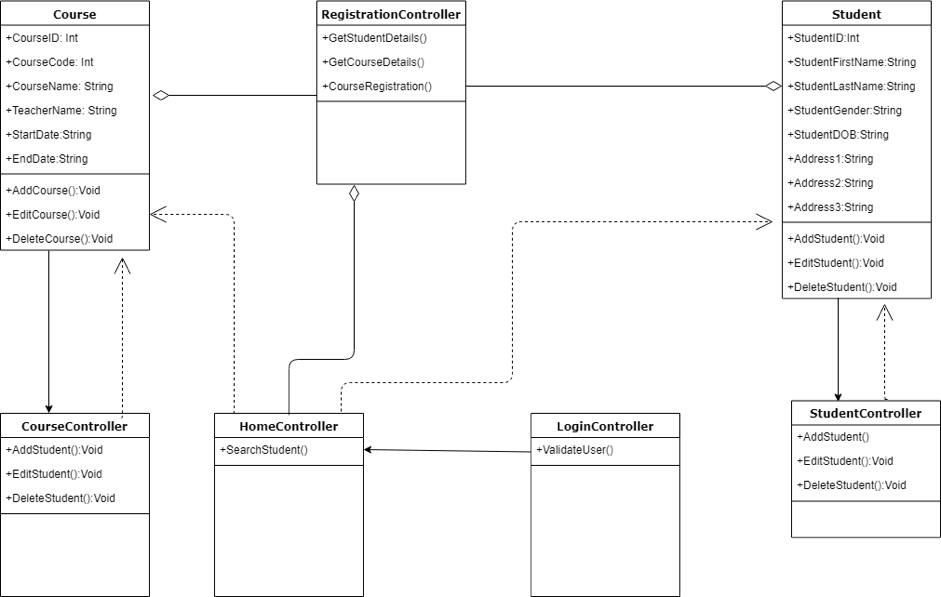 Course
+CourseID: Int
+CourseCode: Int
+CourseName: String
+TeacherName: String
+StartDate:String
+EndDate:String
+AddCourse():Void
+EditCourse():Void
+DeleteCourse():Void
RegistrationController
+GetStudentDetails()
+GetCourseDetails()
+CourseRegistration()
Student
+StudentID:Int
+StudentFirstName:String
+StudentLastName:String
+StudentGender:String
+StudentDOB:String
+Address1:String
+Address2:String
+Address3:String
+AddStudent():Void
+EditStudent():Void
+DeleteStudent():Void
CourseController
+AddStudent():Void
+EditStudent():Void
+DeleteStudent():Void
HomeController
+SearchStudent()
LoginController
+ValidateUser()
StudentController
+AddStudent()
+EditStudent():Void
+DeleteStudent():Void